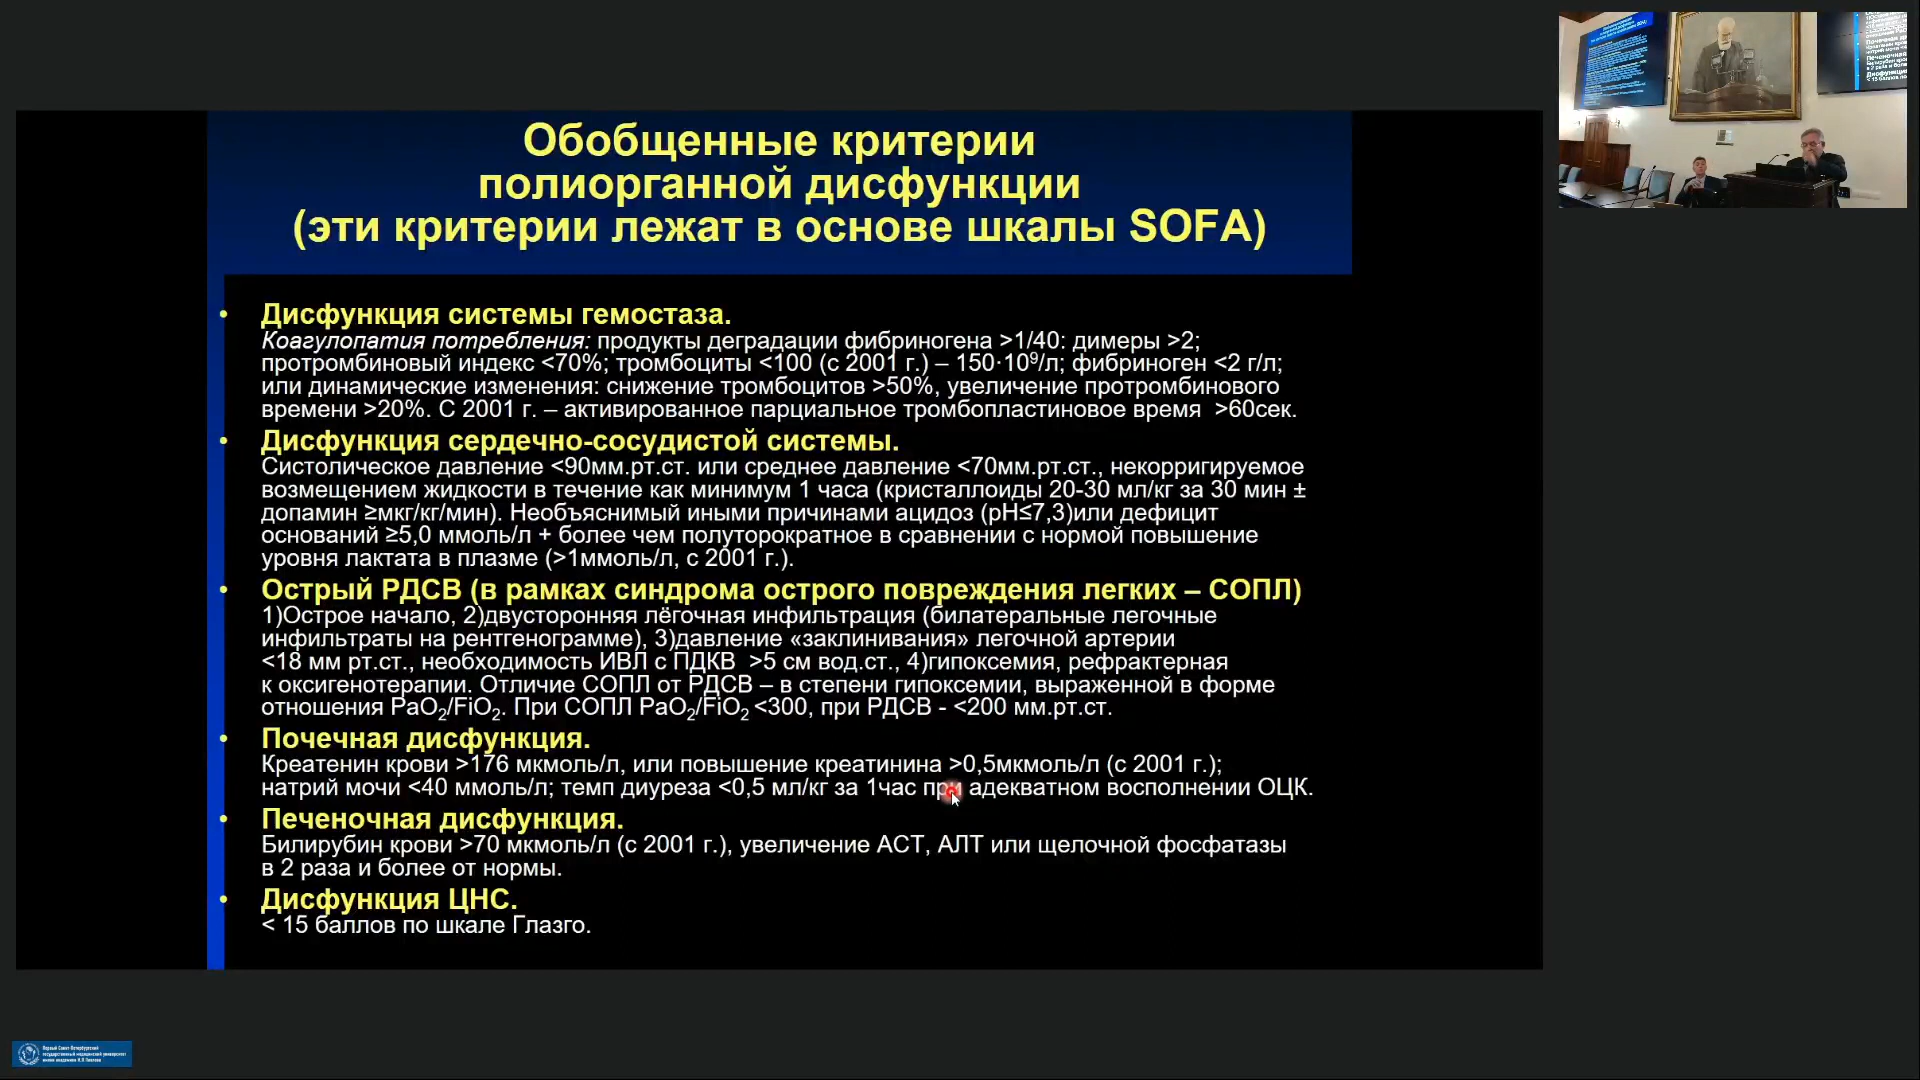 Обобщенные критерии
полиорганной дисфункции
(эти критерии лежат в основе шкалы SOFA)
• Дисфункция системы гемостаза.
Коагулопатия потребления: продукты деградации фибриногена >1/40: димеры >2;
протромбиновый индекс <70%; тромбоциты <100 (с 2001 г.) – 150·10⁹/л; фибриноген <2 г/л;
или динамические изменения: снижение тромбоцитов >50%, увеличение протромбинового
времени >20%. С 2001 г. – активированное парциальное тромбопластиновое время >60сек.
• Дисфункция сердечно-сосудистой системы.
Систолическое давление <90мм.рт.ст. или среднее давление <70мм.рт.ст., некорригируемое
возмещением жидкости в течение как минимум 1 часа (кристаллоиды 20-30 мл/кг за 30 мин ±
допамин ≥мкг/кг/мин). Необъяснимый иными причинами ацидоз (pH≤7,3)или дефицит
оснований ≥5,0 ммоль/л + более чем полуторократное в сравнении с нормой повышение
уровня лактата в плазме (>1ммоль/л, с 2001 г.).
• Острый РДСВ (в рамках синдрома острого повреждения легких – СОПЛ)
1)Острое начало, 2)двусторонняя лёгочная инфильтрация (билатеральные легочные
инфильтраты на рентгенограмме), 3)давление «заклинивания» легочной артерии
<18 мм рт.ст., необходимость ИВЛ с ПДКВ >5 см вод.ст., 4)гипоксемия, рефрактерная
к оксигенотерапии. Отличие СОПЛ от РДСВ – в степени гипоксемии, выраженной в форме
отношения PaO₂/FiO₂. При СОПЛ PaO₂/FiO₂ <300, при РДСВ - <200 мм.рт.ст.
• Почечная дисфункция.
Креатенин крови >176 мкмоль/л, или повышение креатинина >0,5мкмоль/л (с 2001 г.);
натрий мочи <40 ммоль/л; темп диуреза <0,5 мл/кг за 1час при адекватном восполнении ОЦК.
• Печеночная дисфункция.
Билирубин крови >70 мкмоль/л (с 2001 г.), увеличение АСТ, АЛТ или щелочной фосфатазы
в 2 раза и более от нормы.
• Дисфункция ЦНС.
< 15 баллов по шкале Глазго.
Первый Санкт-Петербургский
государственный медицинский университет
имени академика И.П. Павлова